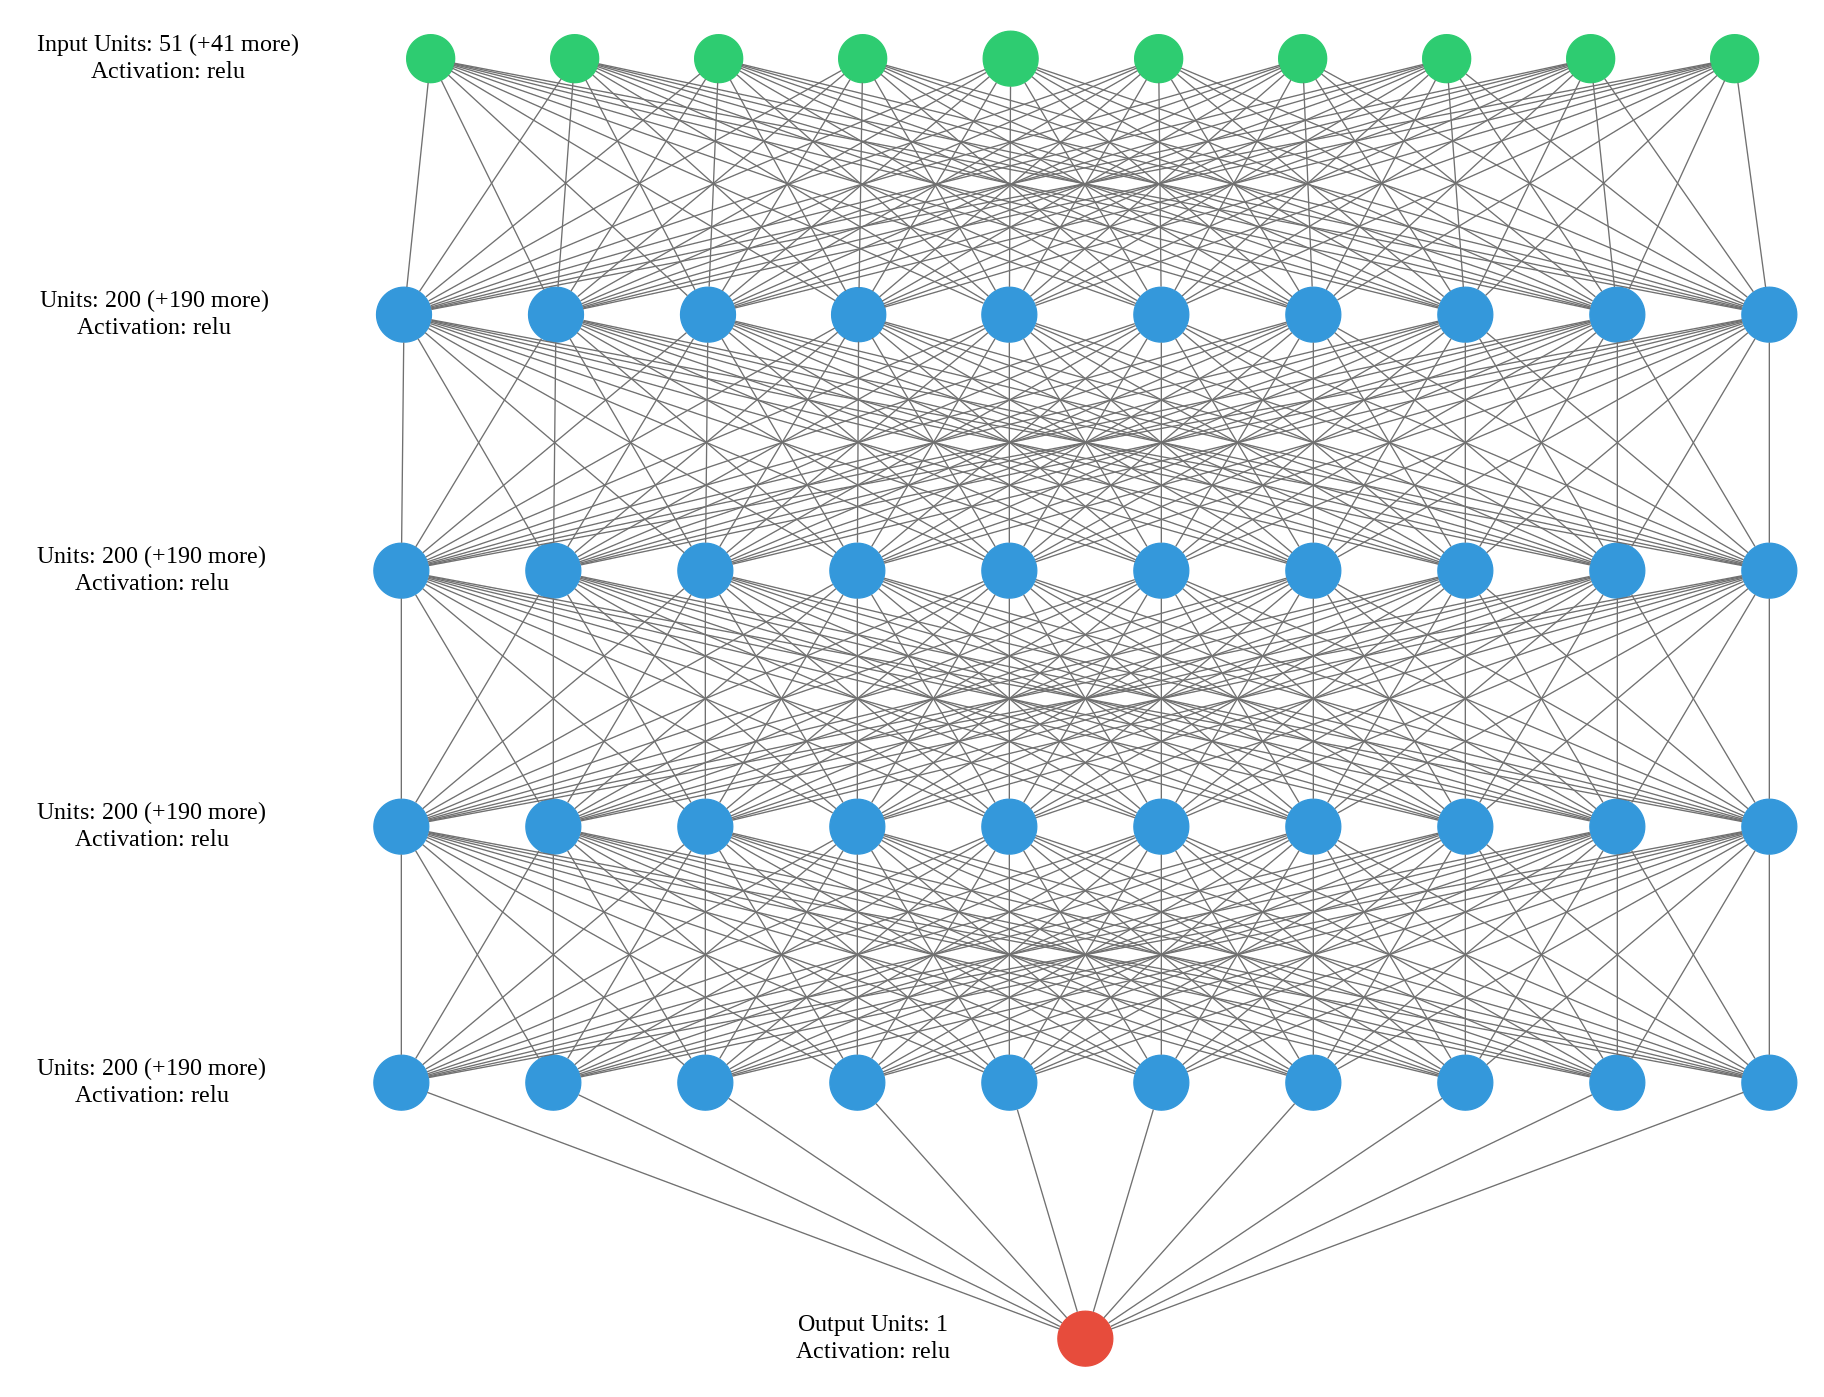 Input Units: 51 (+41 more)
Activation: relu
Units: 200 (+190 more)
Activation: relu
Units: 200 (+190 more)
Activation: relu
Units: 200 (+190 more)
Activation: relu
Units: 200 (+190 more)
Activation: relu
Output Units: 1
Activation: relu